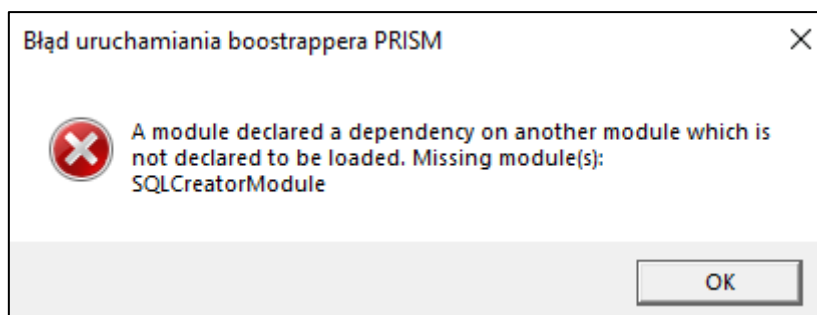 Błąd uruchamiania boostrappera PRISM
A module declared a dependency on another module which is
not declared to be loaded. Missing module(s):
SQLCreatorModule
OK